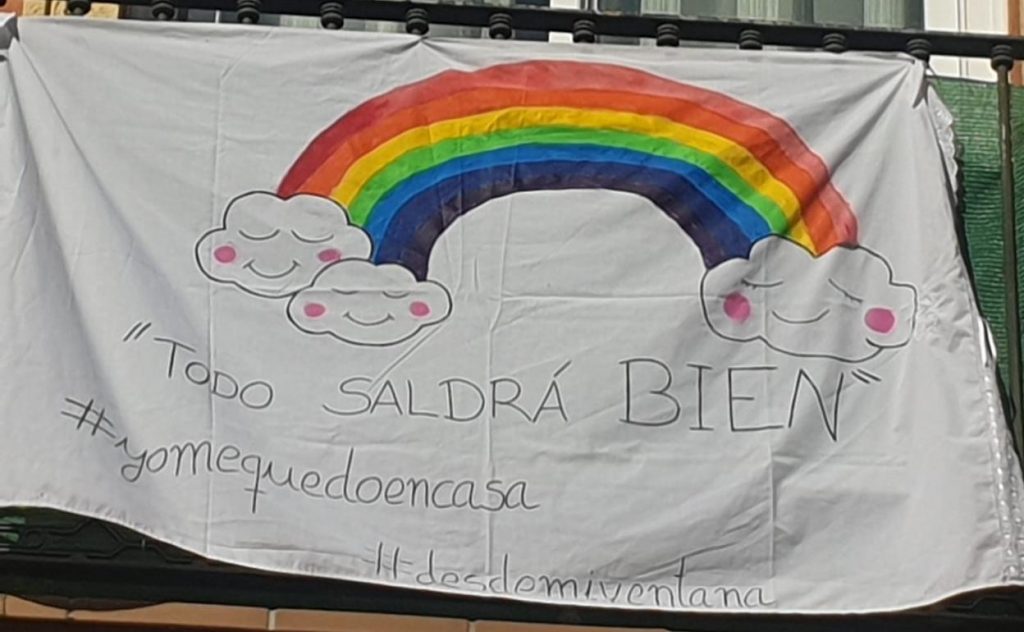 "TODO SALDRÁ BIEN"
#yomequedoencasa
#desdemiventana